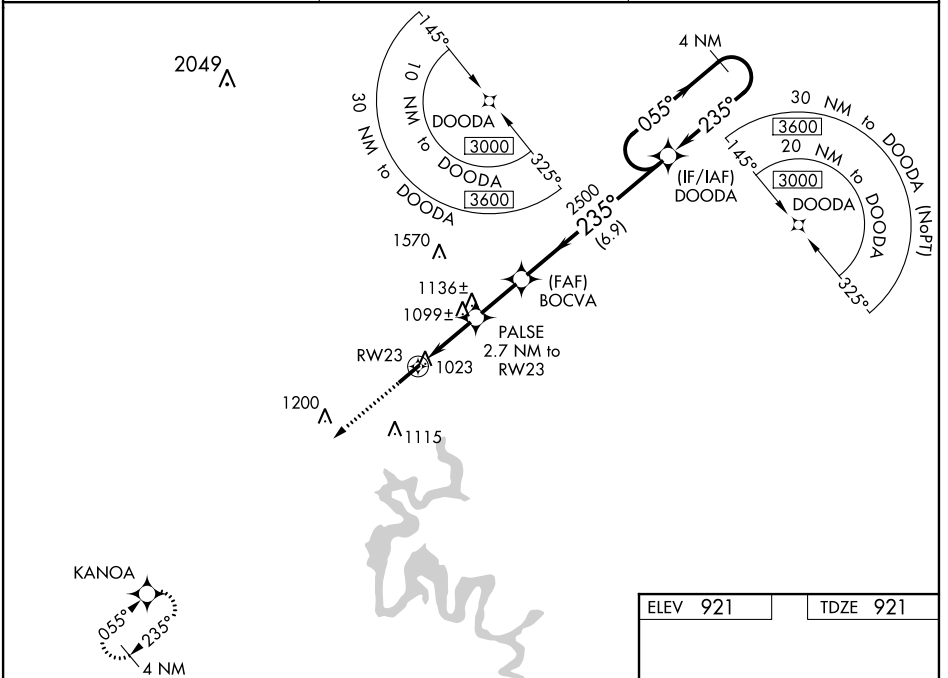 2049
145°
10 NM to DOODA
3000
30 NM to DOODA
3600
DOODA
325°
4 NM
055°
235°
(IF/IAF)
DOODA
30 NM to DOODA (NoPT)
3600
145°
20 NM to DOODA
3000
DOODA
325°
2500
235°
(6.9)
1570
(FAF)
BOCVA
1136±
1099±
PALSE
2.7 NM to
RW23
RW23
1023
1200
1115
KANOA
055°
235°
4 NM
ELEV 921
TDZE 921